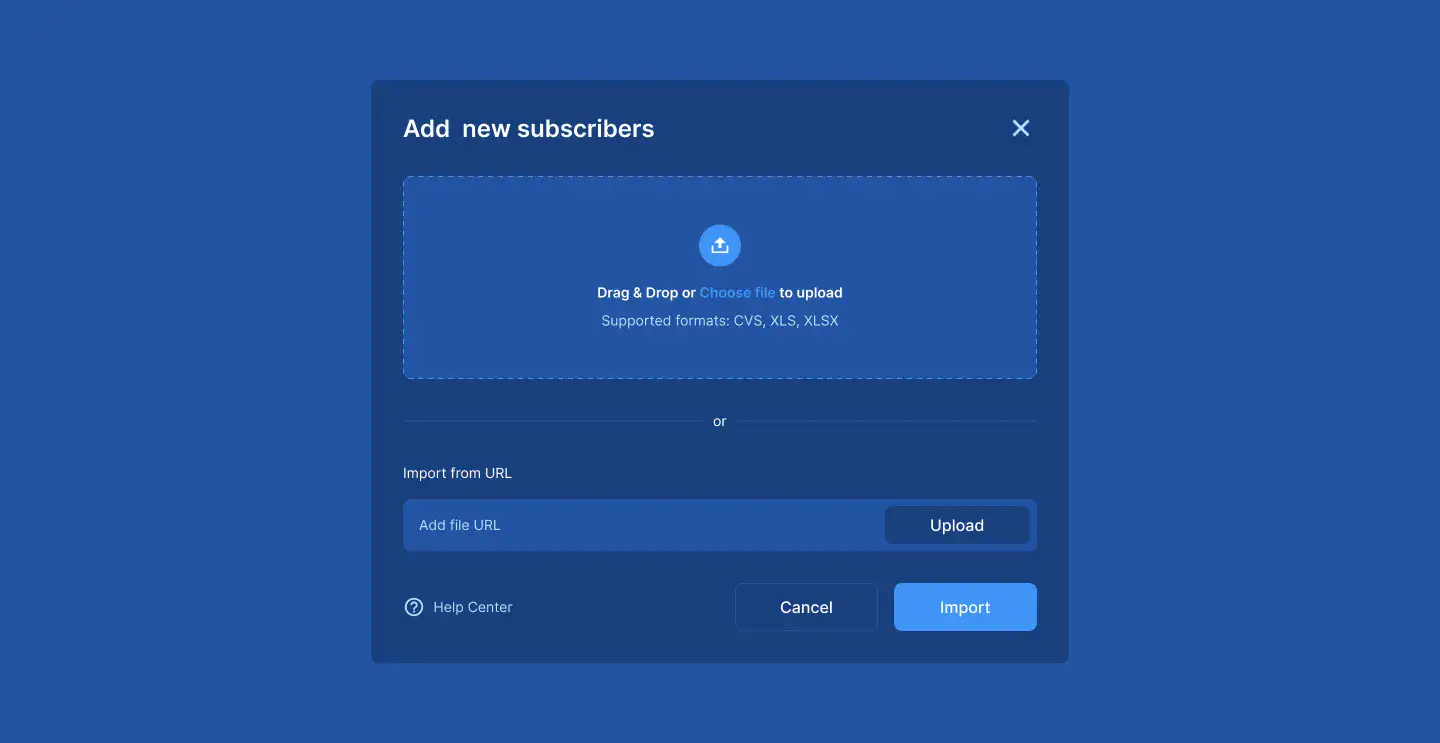 Add  new subscribers
Drag & Drop or Choose file to upload
Supported formats: CVS, XLS, XLSX
or
Import from URL
Add file URL
Upload
Help Center
Cancel
Import